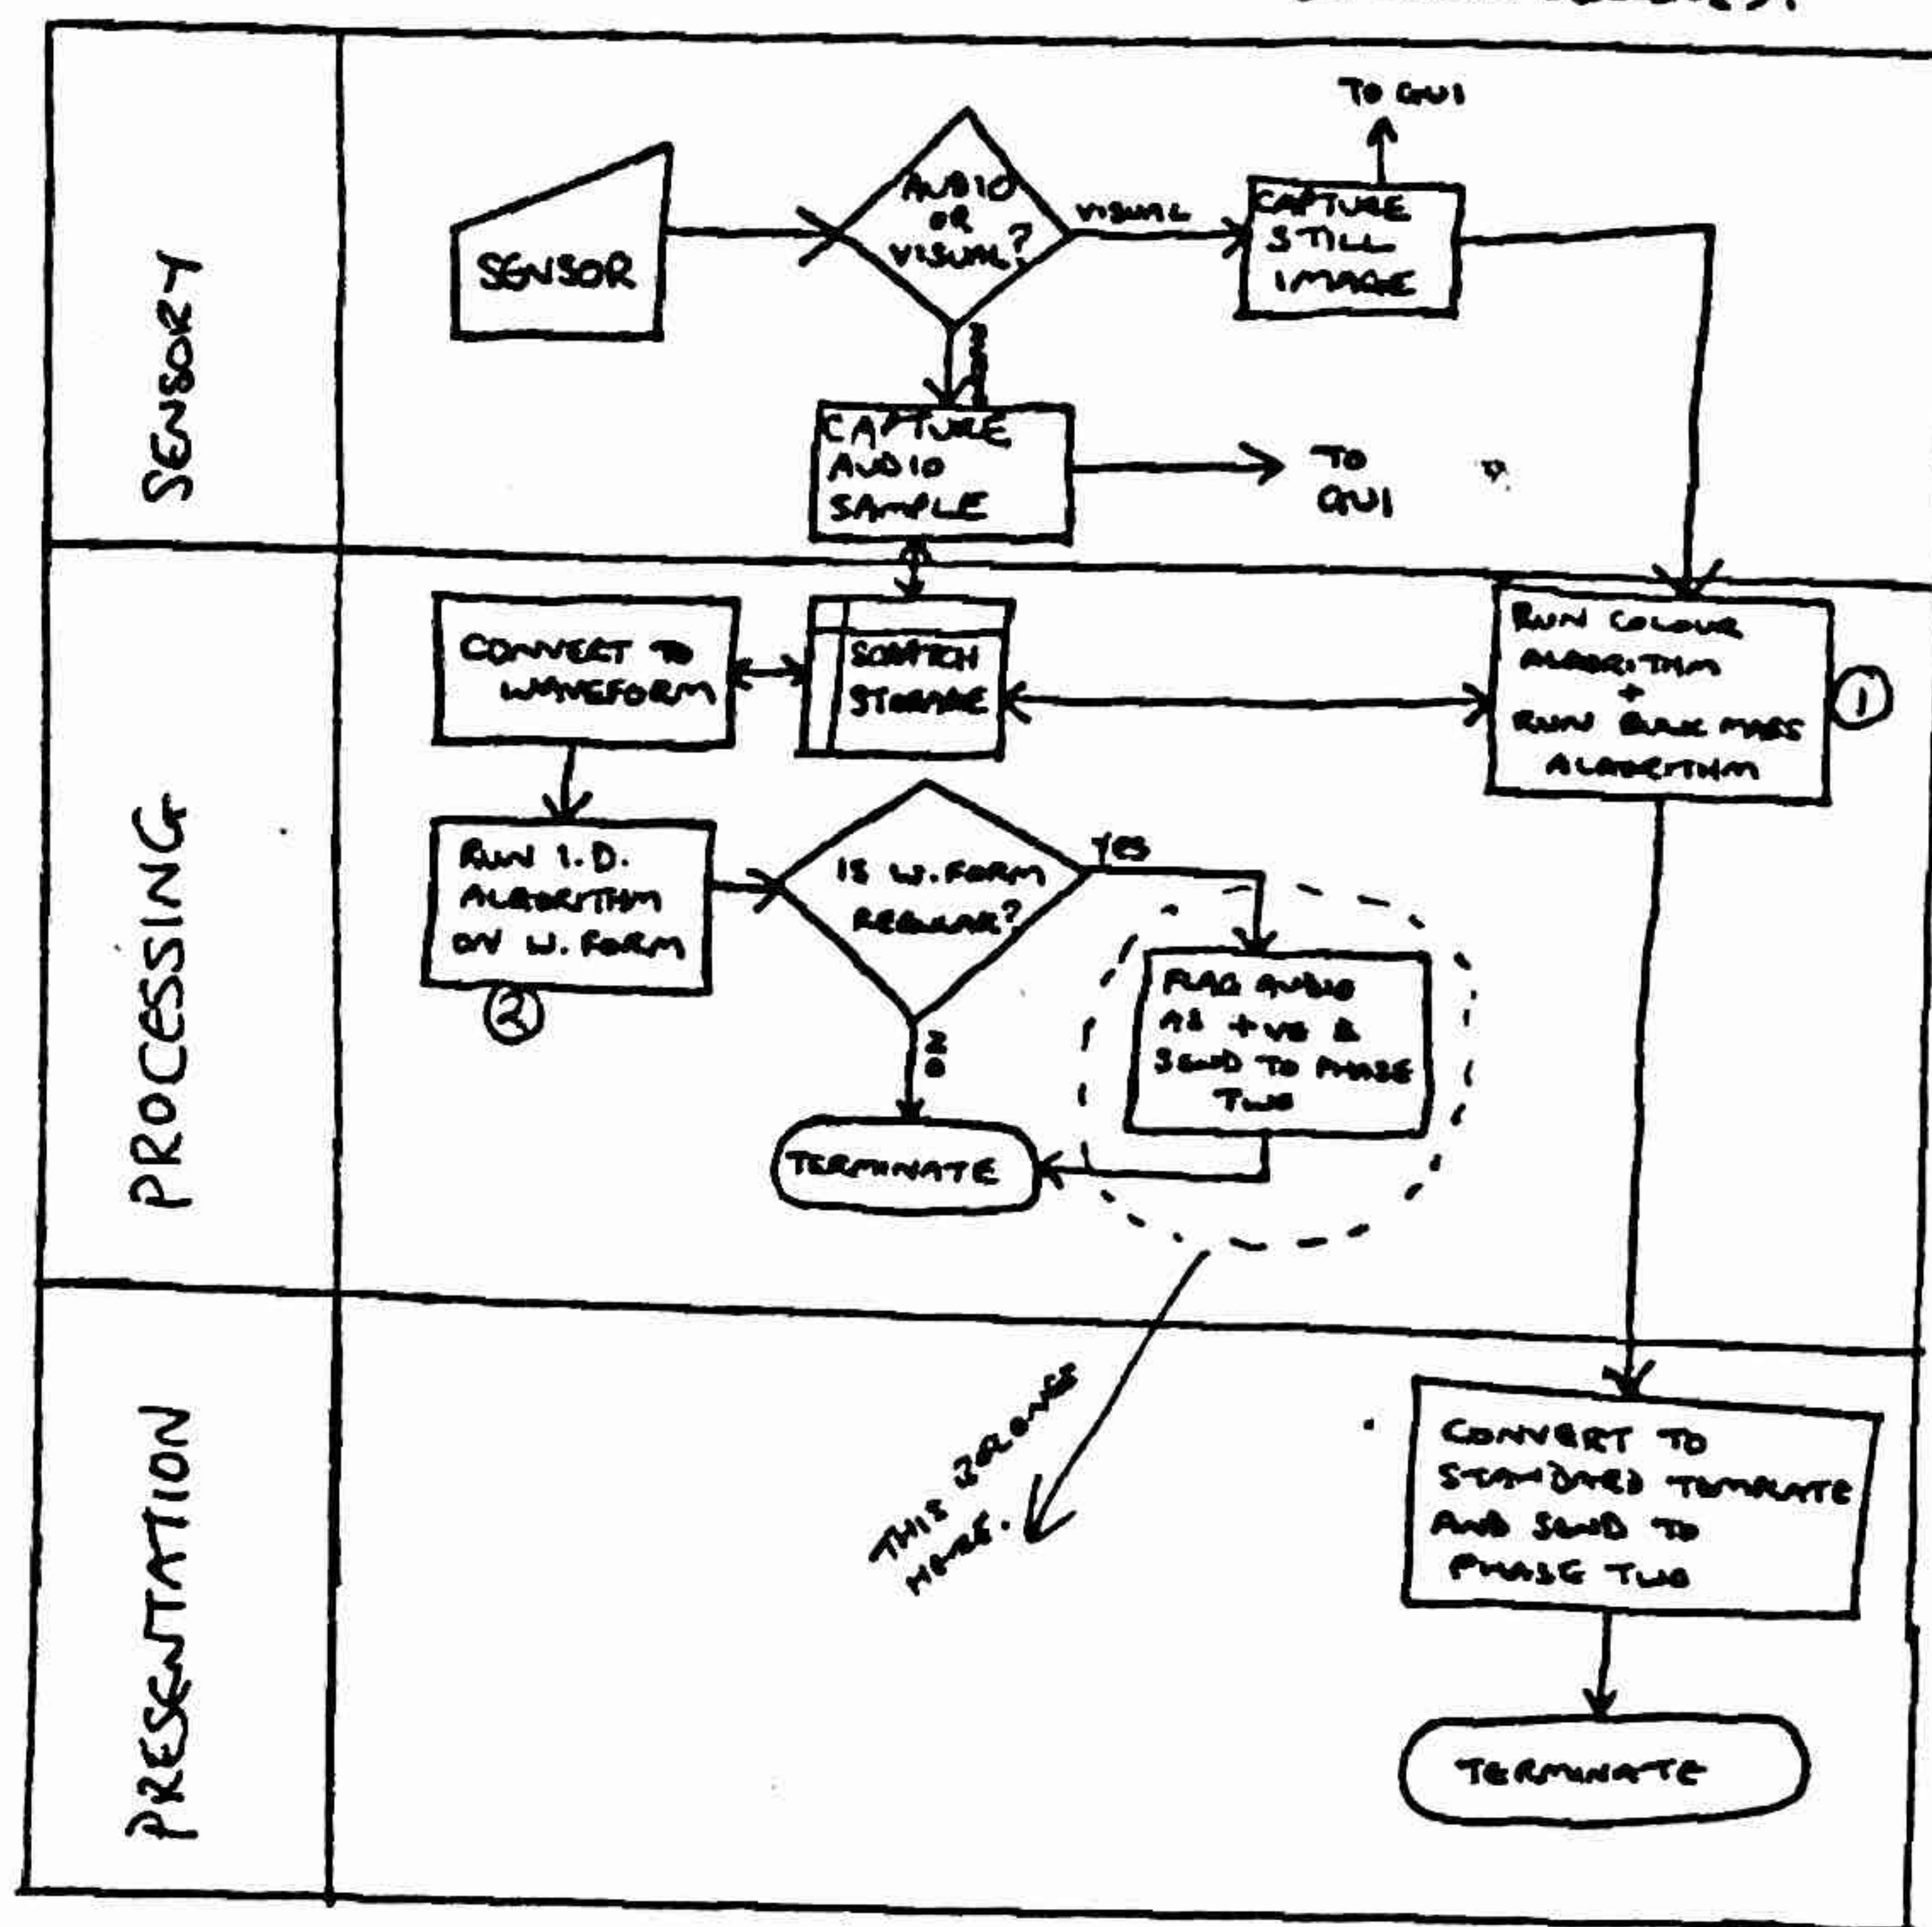 SENSORY
TO GUI
SENSOR
AUDIO
OR
VISUAL?
VISUAL
CAPTURE
STILL
IMAGE
CAPTURE
AUDIO
SAMPLE
TO
GUI
PROCESSING
CONVERT TO
WAVEFORM
SCRATCH
STORAGE
RUN COLOUR
ALGORITHM
+
RUN BULK MASS
ALGORITHM
1
RUN I.D.
ALGORITHM
ON W. FORM
2
IS W. FORM
REGULAR?
YES
NO
FLAG AUDIO
AS +VE &
SEND TO PHASE
TWO
TERMINATE
PRESENTATION
THIS BELONGS
HERE.
CONVERT TO
STANDARD TEMPLATE
AND SEND TO
PHASE TWO
TERMINATE